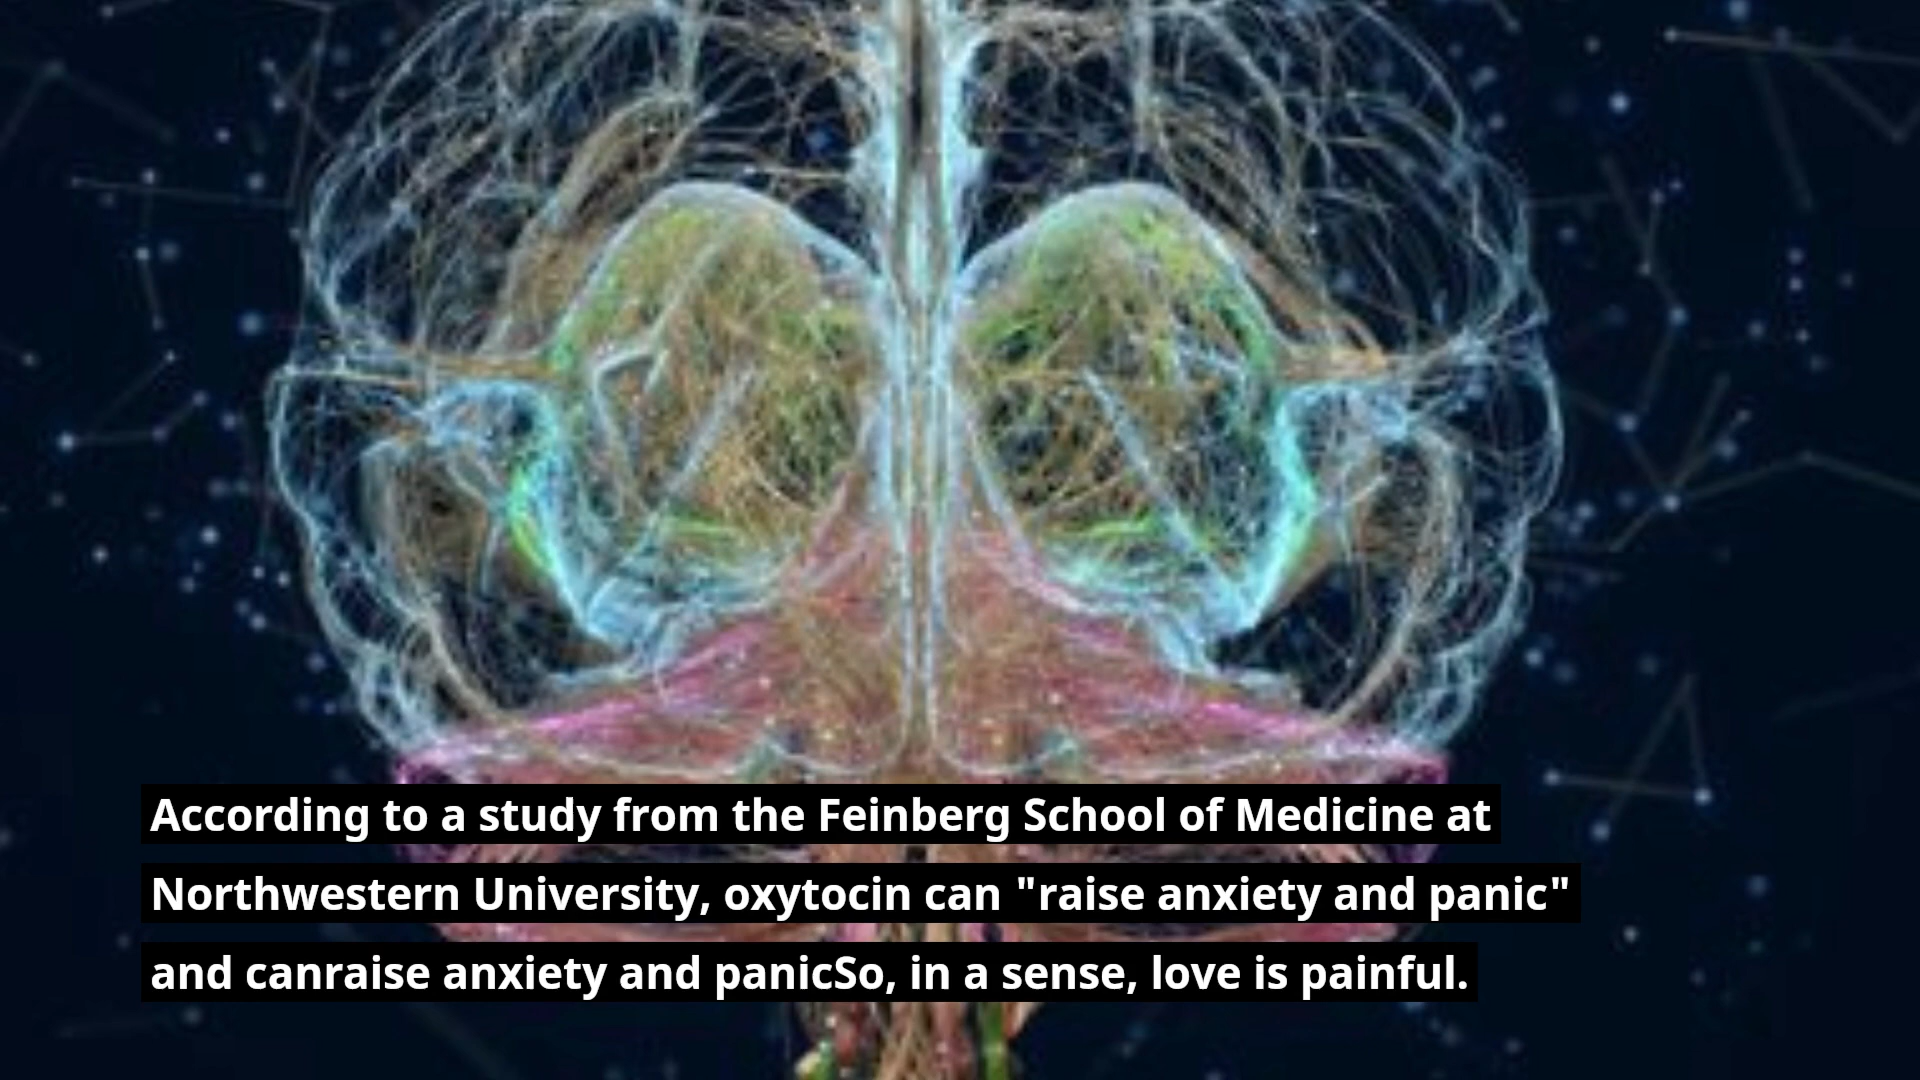 According to a study from the Feinberg School of Medicine at
Northwestern University, oxytocin can "raise anxiety and panic"
and canraise anxiety and panicSo, in a sense, love is painful.